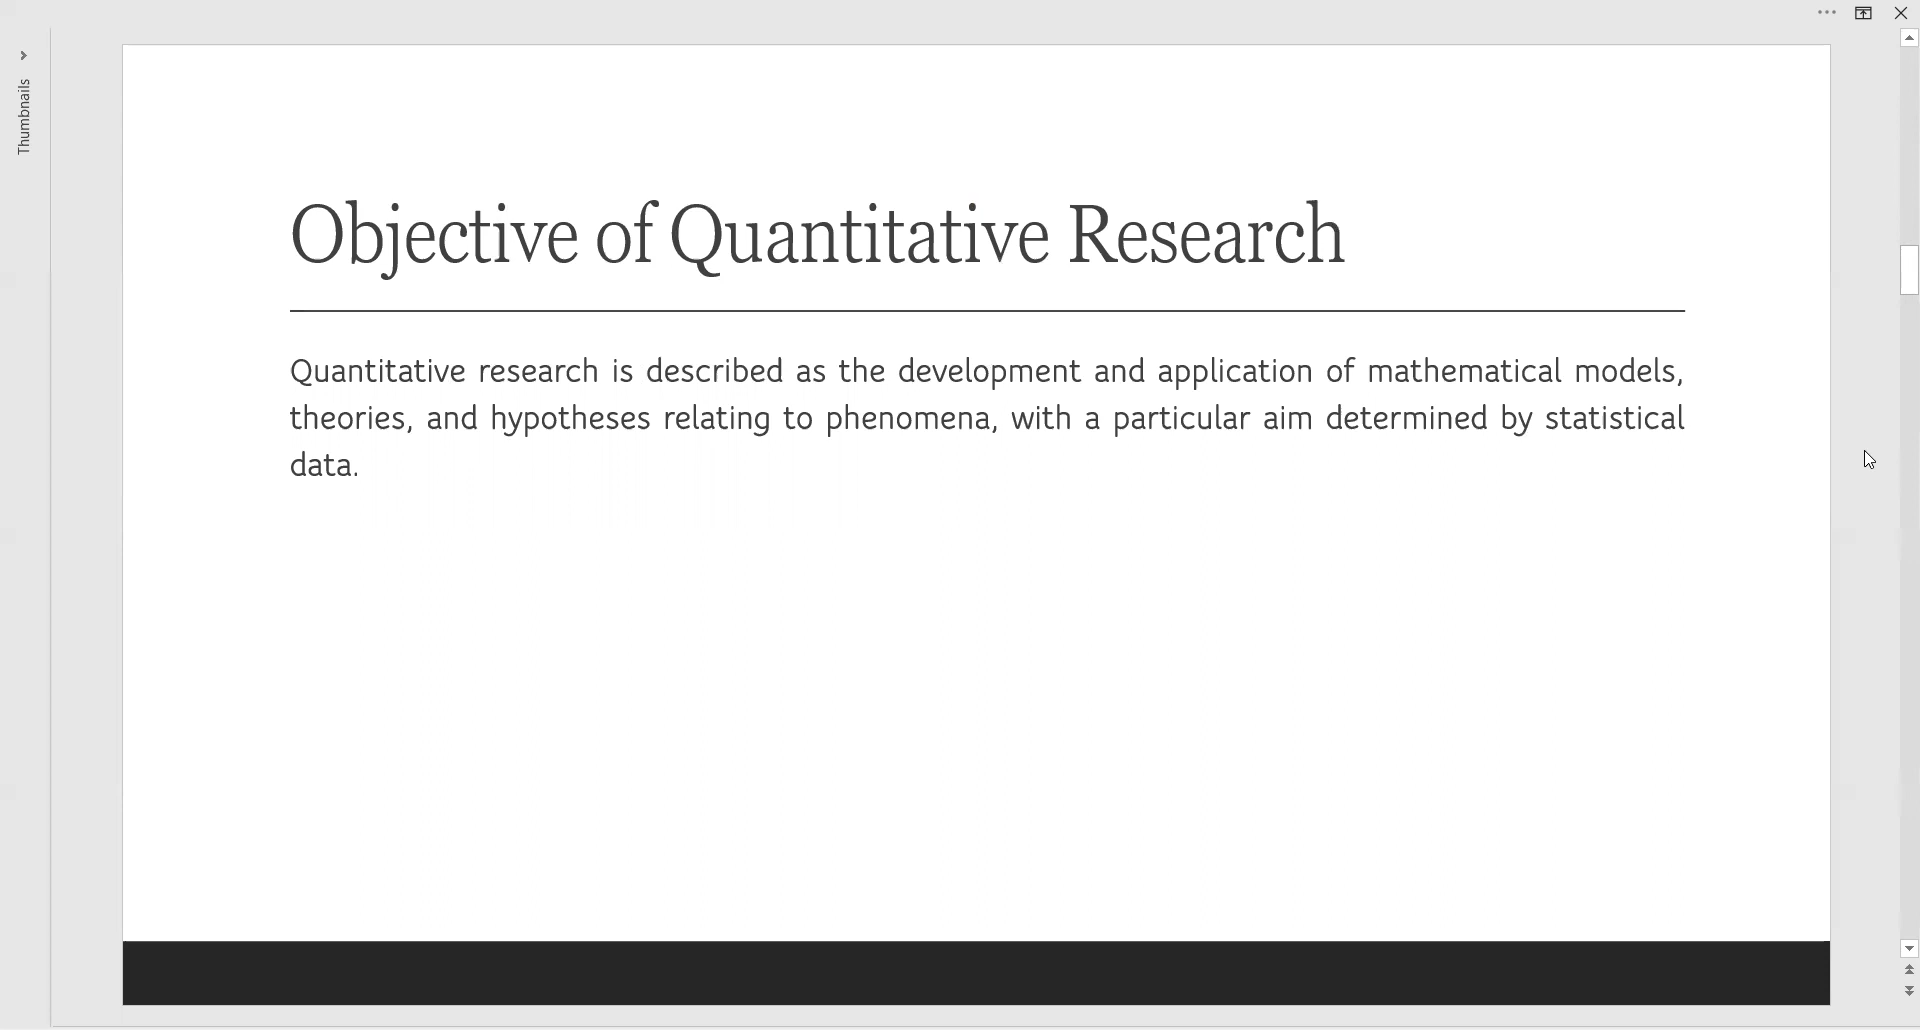 Thumbnails
Objective of Quantitative Research
Quantitative research is described as the development and application of mathematical models,
theories, and hypotheses relating to phenomena, with a particular aim determined by statistical
data.